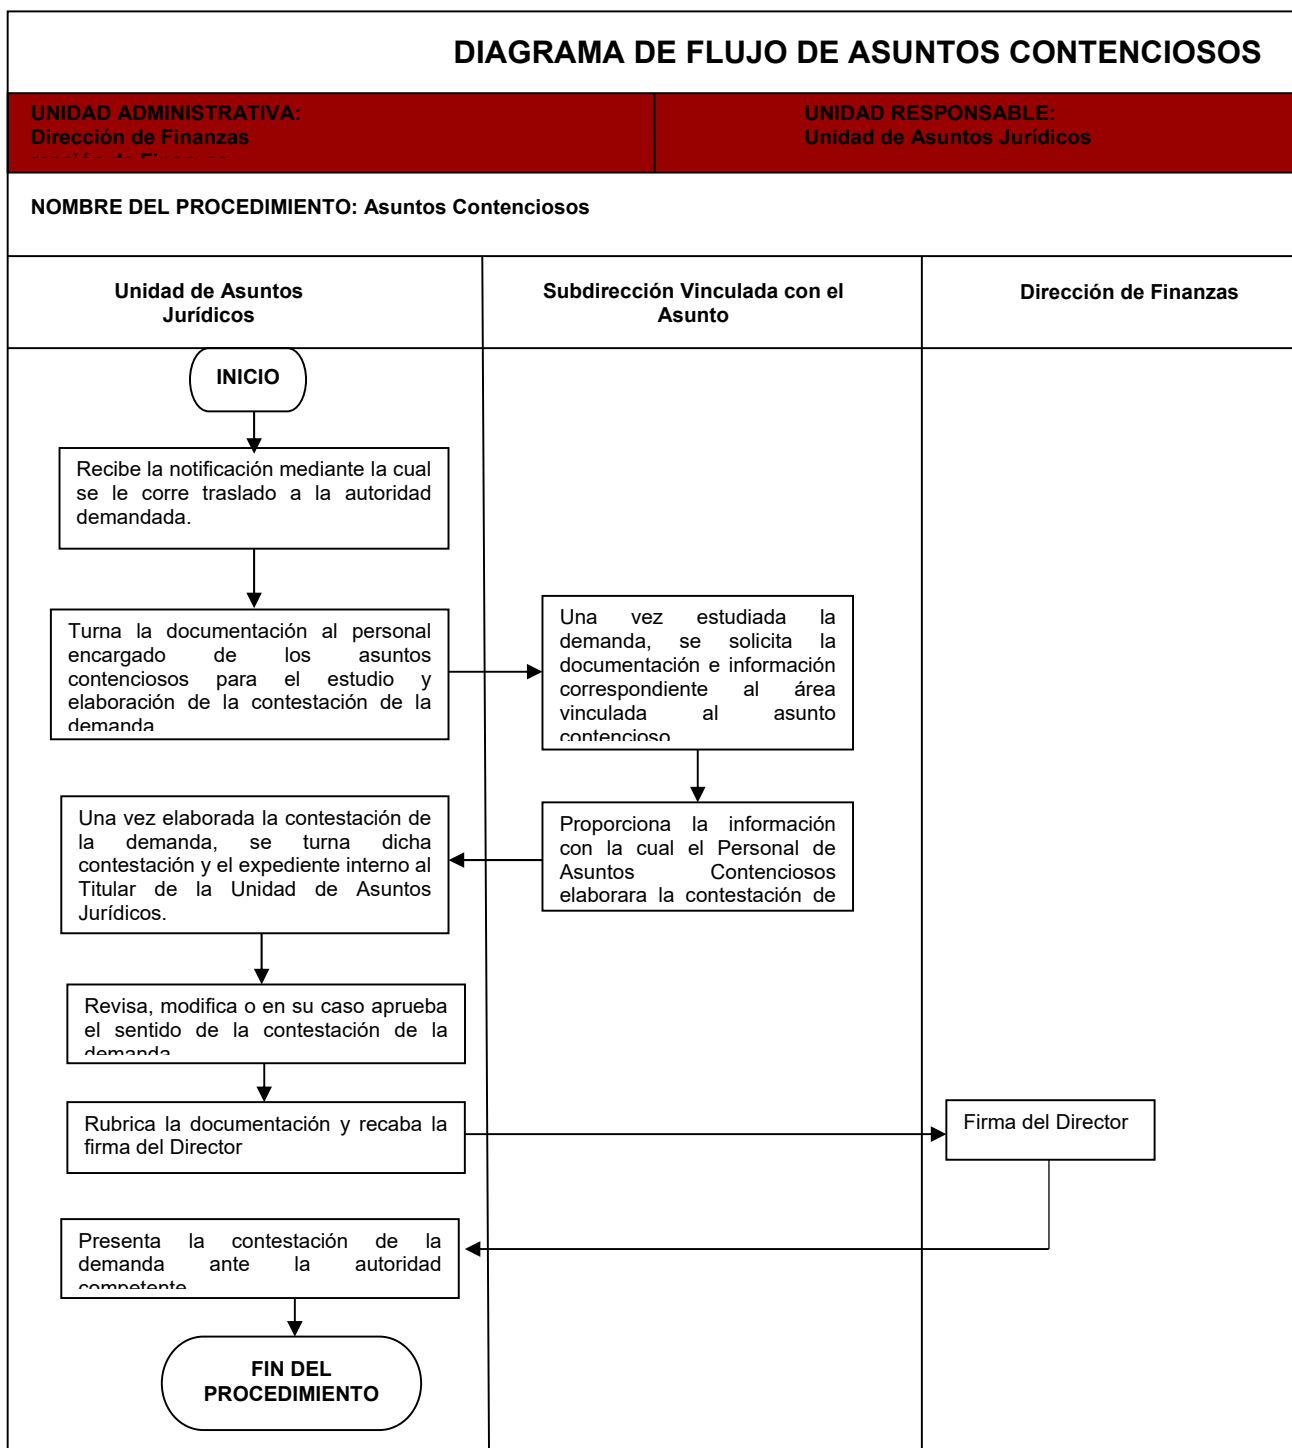 DIAGRAMA DE FLUJO DE ASUNTOS CONTENCIOSOS
UNIDAD ADMINISTRATIVA:
Dirección de Finanzas
UNIDAD RESPONSABLE:
Unidad de Asuntos Jurídicos
NOMBRE DEL PROCEDIMIENTO: Asuntos Contenciosos
Unidad de Asuntos
Jurídicos
Subdirección Vinculada con el
Asunto
Dirección de Finanzas
INICIO
Recibe la notificación mediante la cual
se le corre traslado a la autoridad
demandada.
Turna la documentación al personal
encargado de los asuntos
contenciosos para el estudio y
elaboración de la contestación de la
demanda
Una vez estudiada la
demanda, se solicita la
documentación e información
correspondiente al área
vinculada al asunto
contencioso
Proporciona la información
con la cual el Personal de
Asuntos Contenciosos
elaborara la contestación de
Una vez elaborada la contestación de
la demanda, se turna dicha
contestación y el expediente interno al
Titular de la Unidad de Asuntos
Jurídicos.
Revisa, modifica o en su caso aprueba
el sentido de la contestación de la
demanda
Rubrica la documentación y recaba la
firma del Director
Firma del Director
Presenta la contestación de la
demanda ante la autoridad
competente
FIN DEL
PROCEDIMIENTO